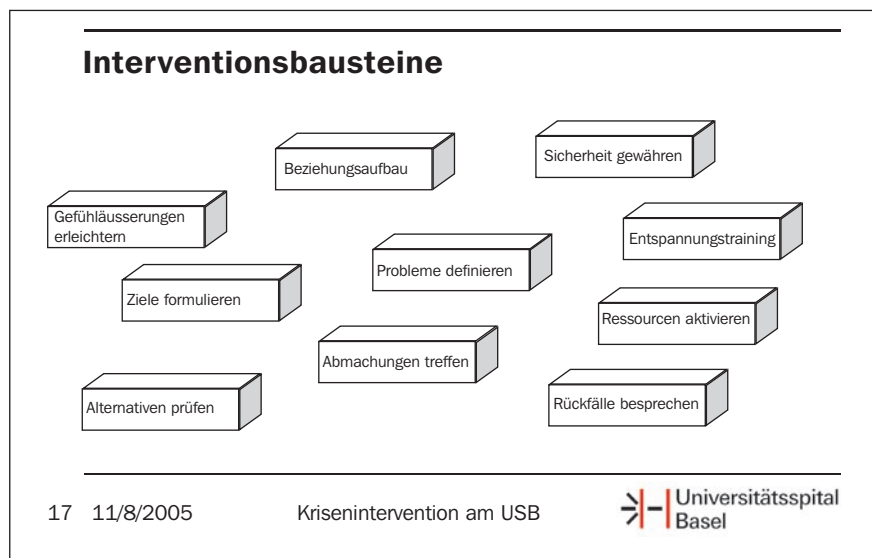 Interventionsbausteine
Beziehungsaufbau
Sicherheit gewähren
Gefühläusserungen
erleichtern
Entspannungstraining
Probleme definieren
Ziele formulieren
Ressourcen aktivieren
Abmachungen treffen
Alternativen prüfen
Rückfälle besprechen
17 11/8/2005 Krisenintervention am USB
Universitätsspital
Basel